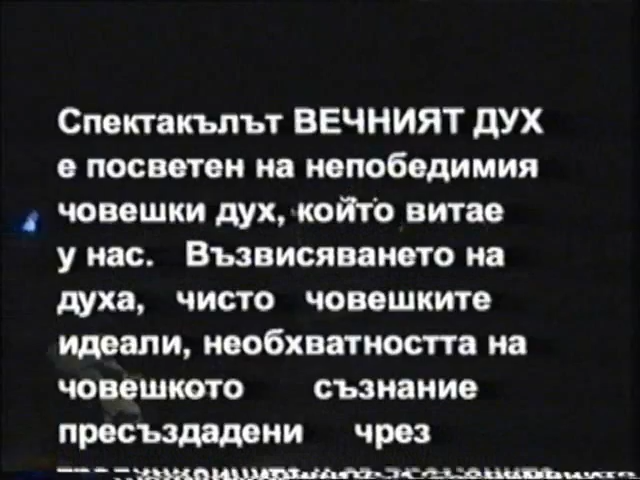 Спектакълът ВЕЧНИЯТ ДУХ
е посветен на непобедимия
човешки дух, който витае
у нас. Възвисяването на
духа, чисто човешките
идеали, необхватността на
човешкото съзнание
пресъздадени чрез